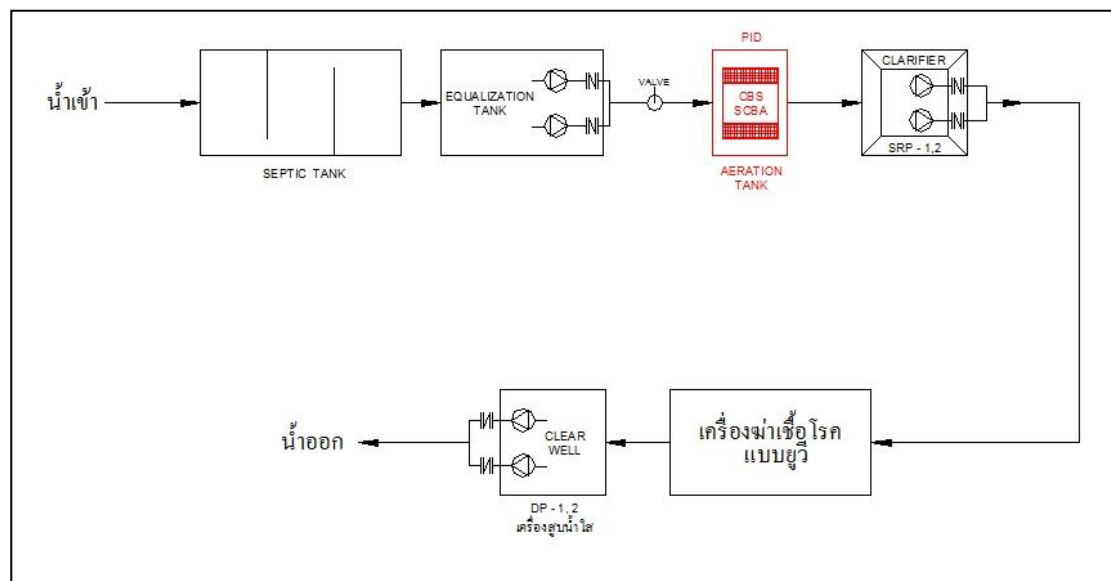 น้ำเข้า
SEPTIC TANK
EQUALIZATION
TANK
VALVE
PID
CBS
SCBA
AERATION
TANK
CLARIFIER
SRP - 1,2
น้ำออก
CLEAR
WELL
DP - 1, 2
เครื่องสูบน้ำใส
เครื่องฆ่าเชื้อโรค
แบบยูวี